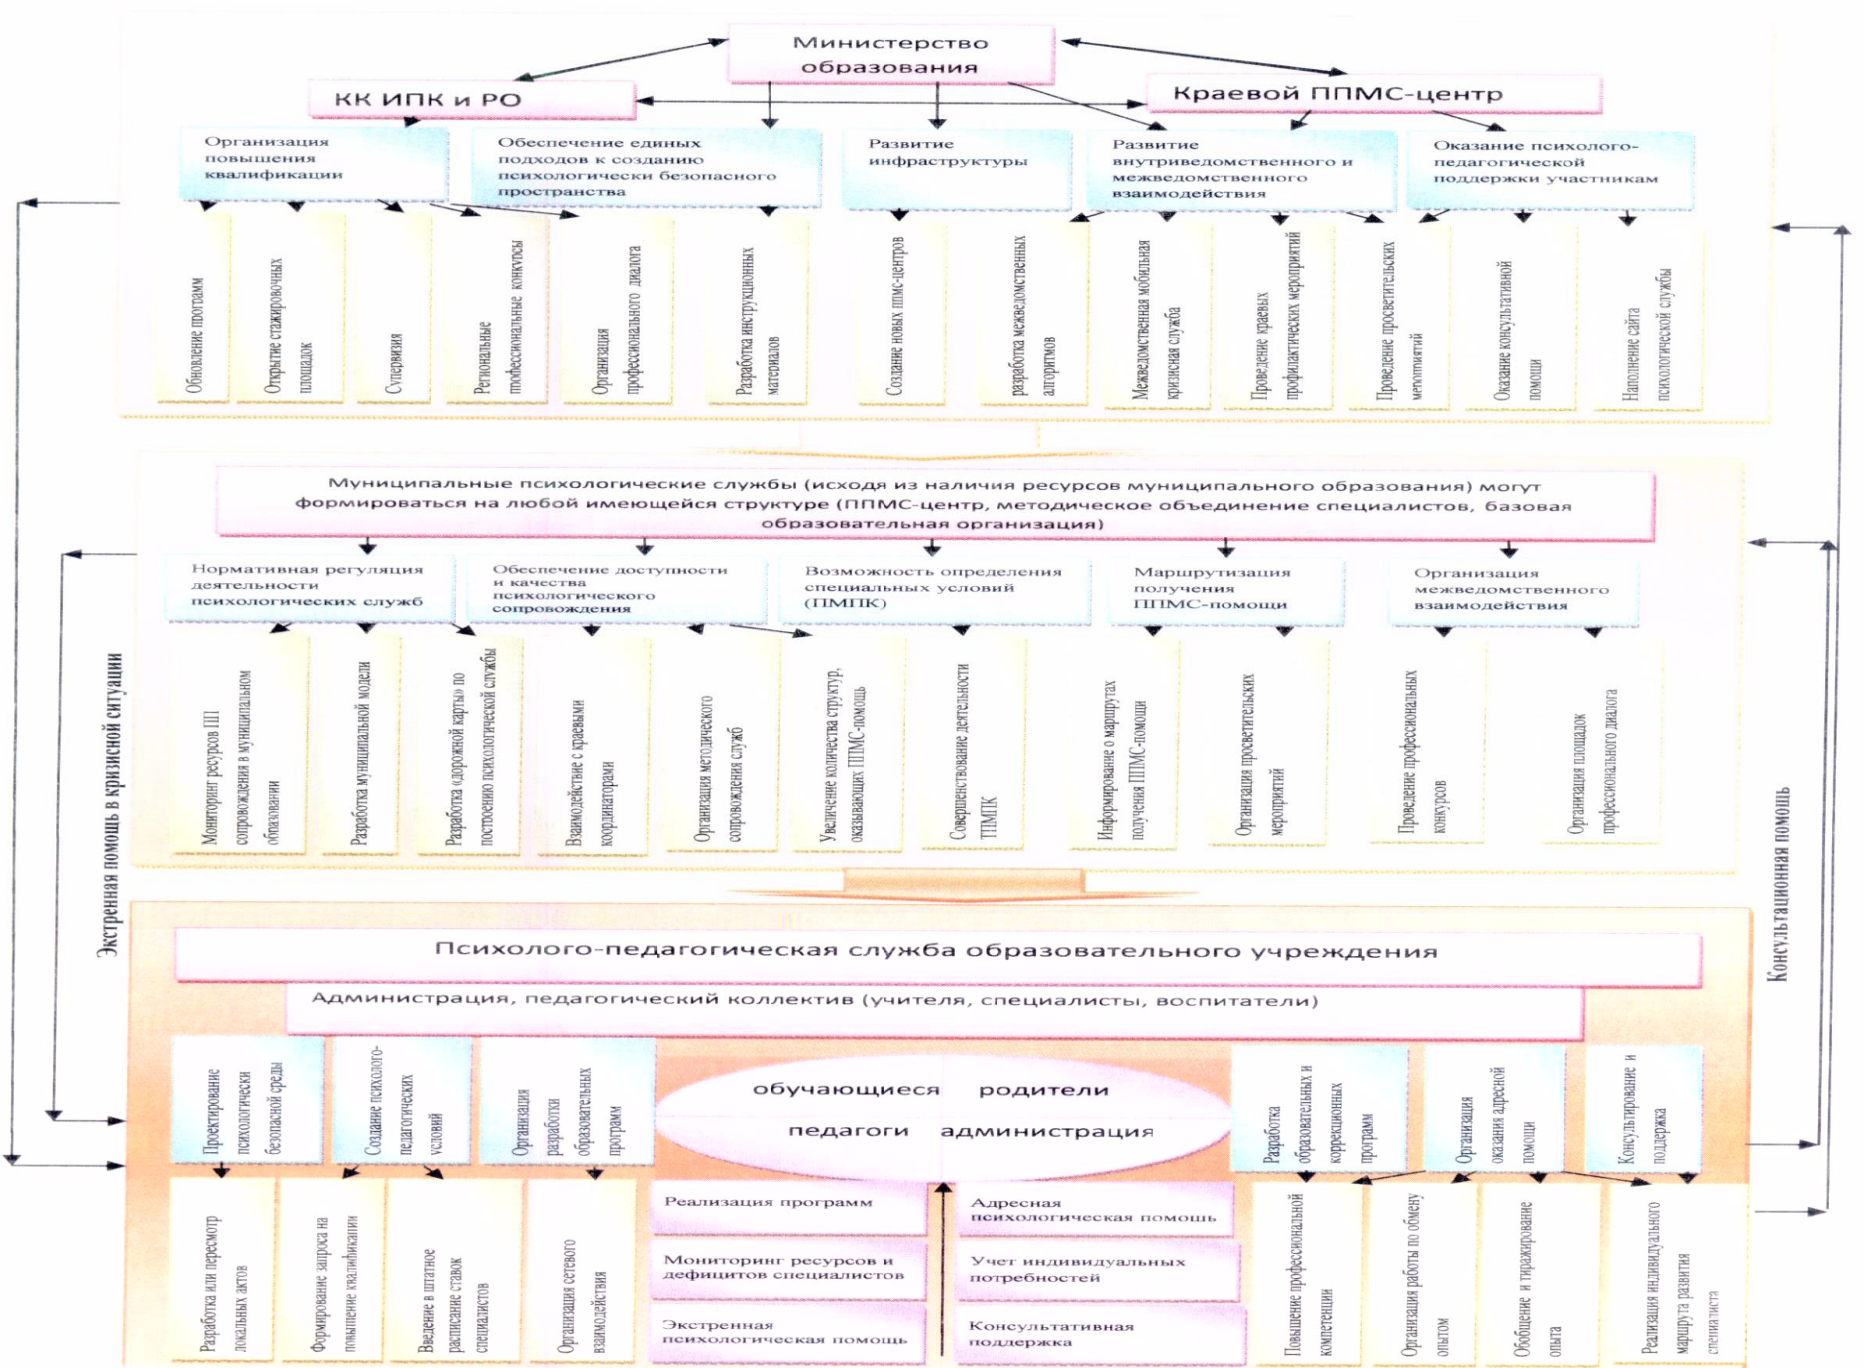 Министерство
образования
КК ИПК и РО
Краевой ППМС-центр
Организация
повышения
квалификации
Обеспечение единых
подходов к созданию
психологически безопасного
пространства
Развитие
инфраструктуры
Развитие
внутриведомственного и
межведомственного
взаимодействия
Оказание психолого-
педагогической
поддержки участникам
Обновление программ
Открытие стажировочных
площадок
Супервизия
Региональные
профессиональные конкурсы
Организация
профессионального диалога
Разработка инструкционных
материалов
Создание новых ппмс-центров
разработка межведомственных
алгоритмов
Межведомственная мобильная
кризисная служба
Проведение краевых
профилактических мероприятий
Проведение просветительских
мероприятий
Оказание консультативной
помощи
Наполнение сайта
психологической службы
Муниципальные психологические службы (исходя из наличия ресурсов муниципального образования) могут
формироваться на любой имеющейся структуре (ППМС-центр, методическое объединение специалистов, базовая
образовательная организация)
Нормативная регуляция
деятельности
психологических служб
Обеспечение доступности
и качества
психологического
сопровождения
Возможность определения
специальных условий
(ПМПК)
Маршрутизация
получения
ППМС-помощи
Организация
межведомственного
взаимодействия
Мониторинг ресурсов ПП
сопровождения в муниципальном
образовании
Разработка муниципальной модели
Разработка «дорожной карты» по
построению психологической службы
Взаимодействие с краевыми
координаторами
Организация методического
сопровождения служб
Увеличение количества структур,
оказывающих ППМС-помощь
Совершенствование деятельности
ТПМПК
Информирование о маршрутах
получения ППМС-помощи
Организация просветительских
мероприятий
Проведение профессиональных
конкурсов
Организация площадок
профессионального диалога
Экстренная помощь в кризисной ситуации
Консультационная помощь
Психолого-педагогическая служба образовательного учреждения
Администрация, педагогический коллектив (учителя, специалисты, воспитатели)
Проектирование
психологически
безопасной среды
Создание психолого-
педагогических
условий
Организация
разработки
образовательных
программ
обучающиеся родители
педагоги администрация
Разработка
образовательных и
коррекционных
программ
Организация
оказания адресной
помощи
Консультирование и
поддержка
Разработка или пересмотр
локальных актов
Формирование запроса на
повышение квалификации
Введение в штатное
расписание ставок
специалистов
Организация сетевого
взаимодействия
Реализация программ
Мониторинг ресурсов и
дефицитов специалистов
Экстренная
психологическая помощь
Адресная
психологическая помощь
Учет индивидуальных
потребностей
Консультативная
поддержка
Повышение профессиональной
компетенции
Организация работы по обмену
опытом
Обобщение и тиражирование
опыта
Реализация индивидуального
маршрута развития
специалиста